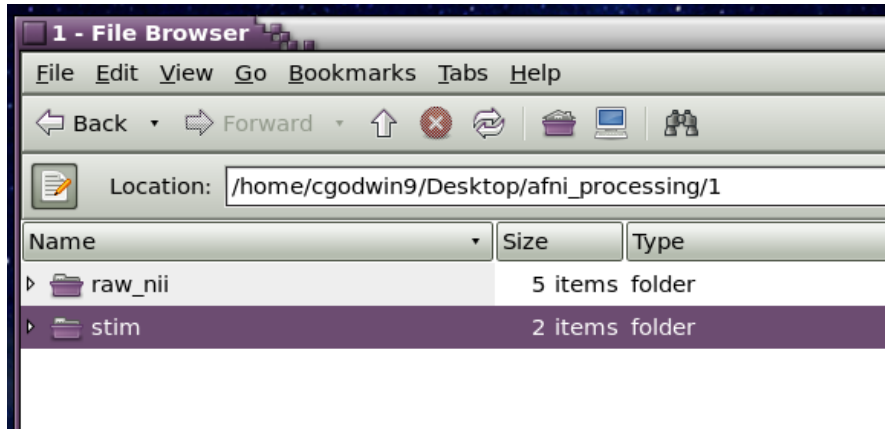 1 - File Browser
File Edit View Go Bookmarks Tabs Help
Back Forward
Location: /home/cgodwin9/Desktop/afni_processing/1
Name Size Type
raw_nii 5 items folder
stim 2 items folder